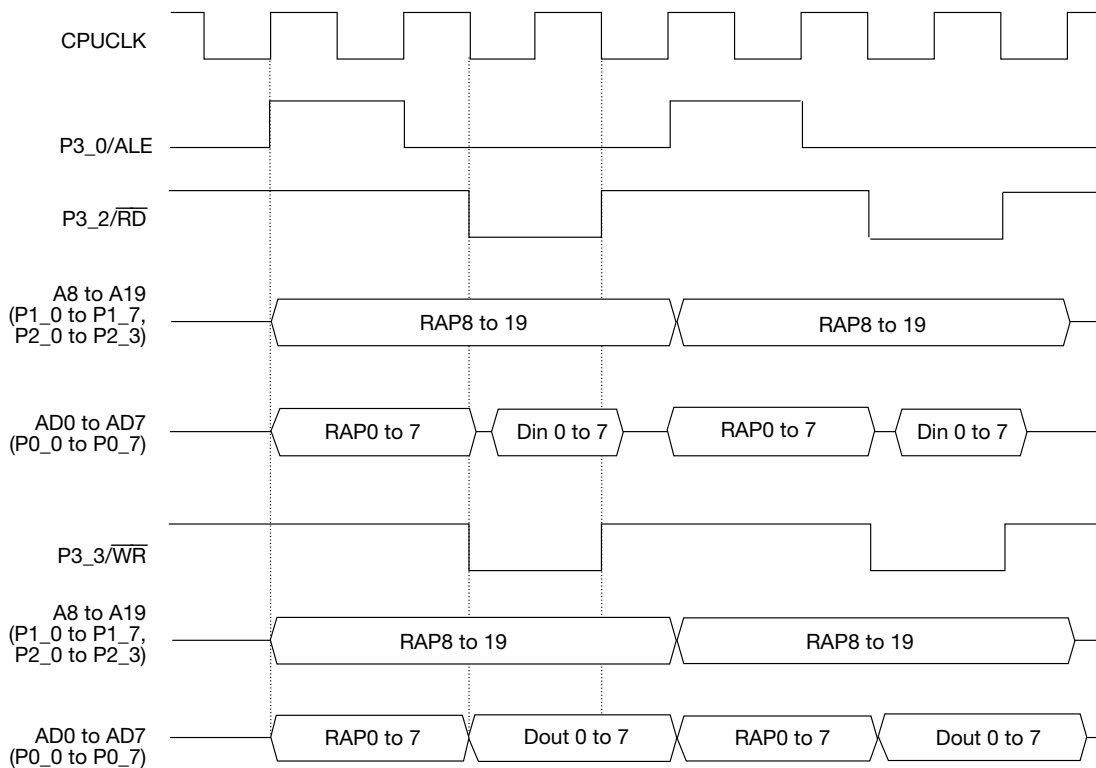 CPUCLK
P3_0/ALE
P3_2/R̅D̅
A8 to A19
(P1_0 to P1_7,
P2_0 to P2_3)
RAP8 to 19
RAP8 to 19
AD0 to AD7
(P0_0 to P0_7)
RAP0 to 7
Din 0 to 7
RAP0 to 7
Din 0 to 7
P3_3/W̅R̅
A8 to A19
(P1_0 to P1_7,
P2_0 to P2_3)
RAP8 to 19
RAP8 to 19
AD0 to AD7
(P0_0 to P0_7)
RAP0 to 7
Dout 0 to 7
RAP0 to 7
Dout 0 to 7